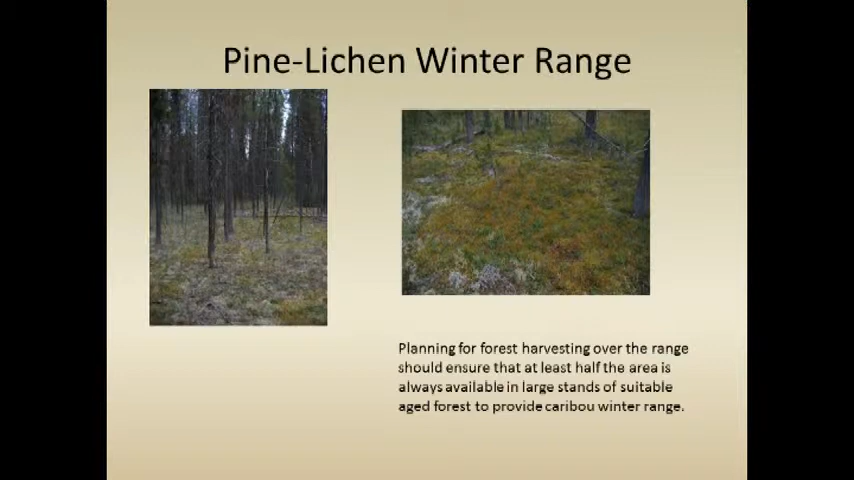 Pine-Lichen Winter Range
Planning for forest harvesting over the range
should ensure that at least half the area is
always available in large stands of suitable
aged forest to provide caribou winter range.